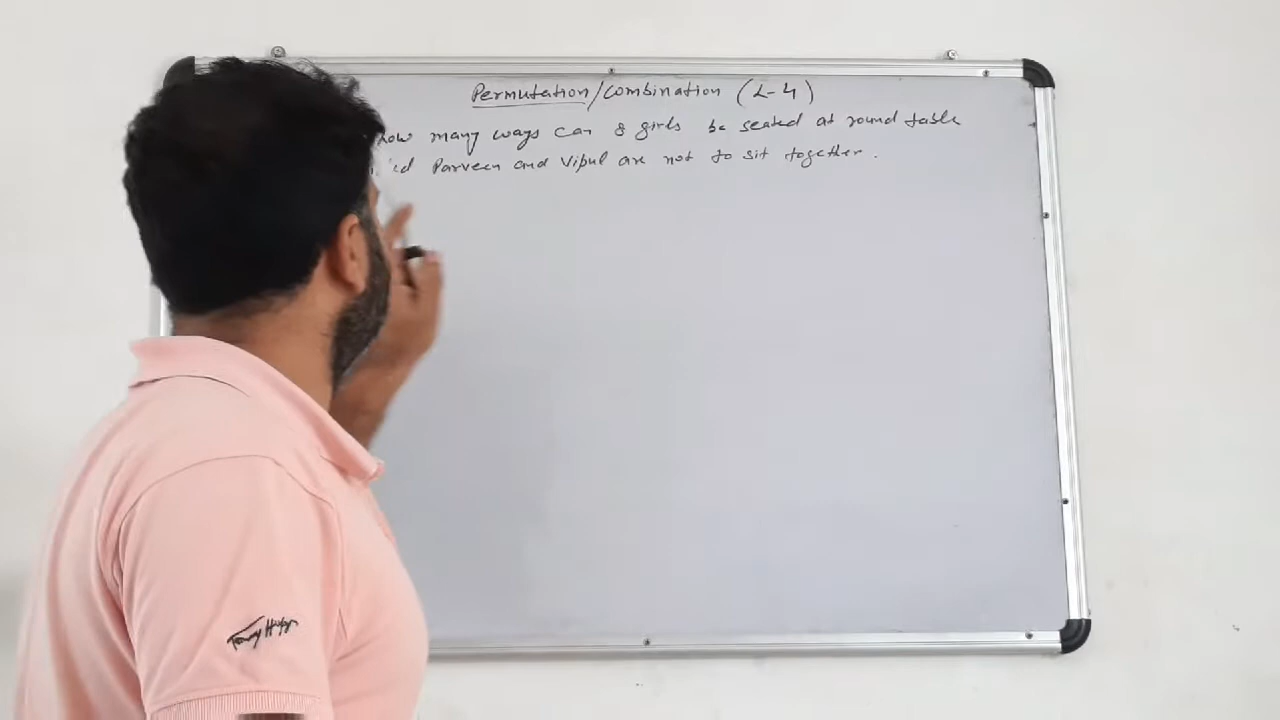 Permutation/Combination (L-4)
how many ways can 8 girls be seated at round table
Parveen and Vipul are not to sit together.